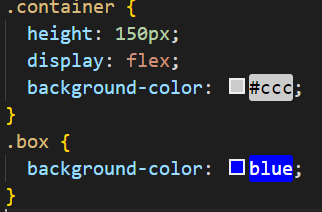 .container {
height: 150px;
display: flex;
background-color: #ccc;
}
.box {
background-color: blue;
}